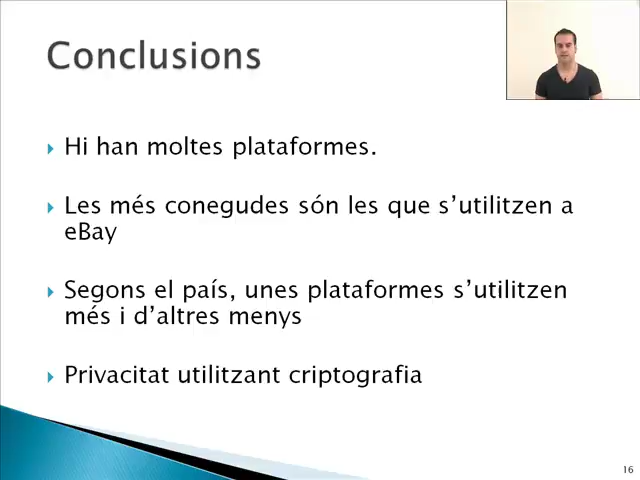 Conclusions
Hi han moltes plataformes.
Les més conegudes són les que s’utilitzen a
eBay
Segons el país, unes plataformes s’utilitzen
més i d’altres menys
Privacitat utilitzant criptografia
16